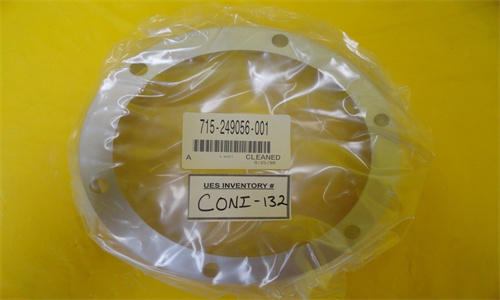 715-249056-001
A CLEANED
UES INVENTORY #
CONI-132